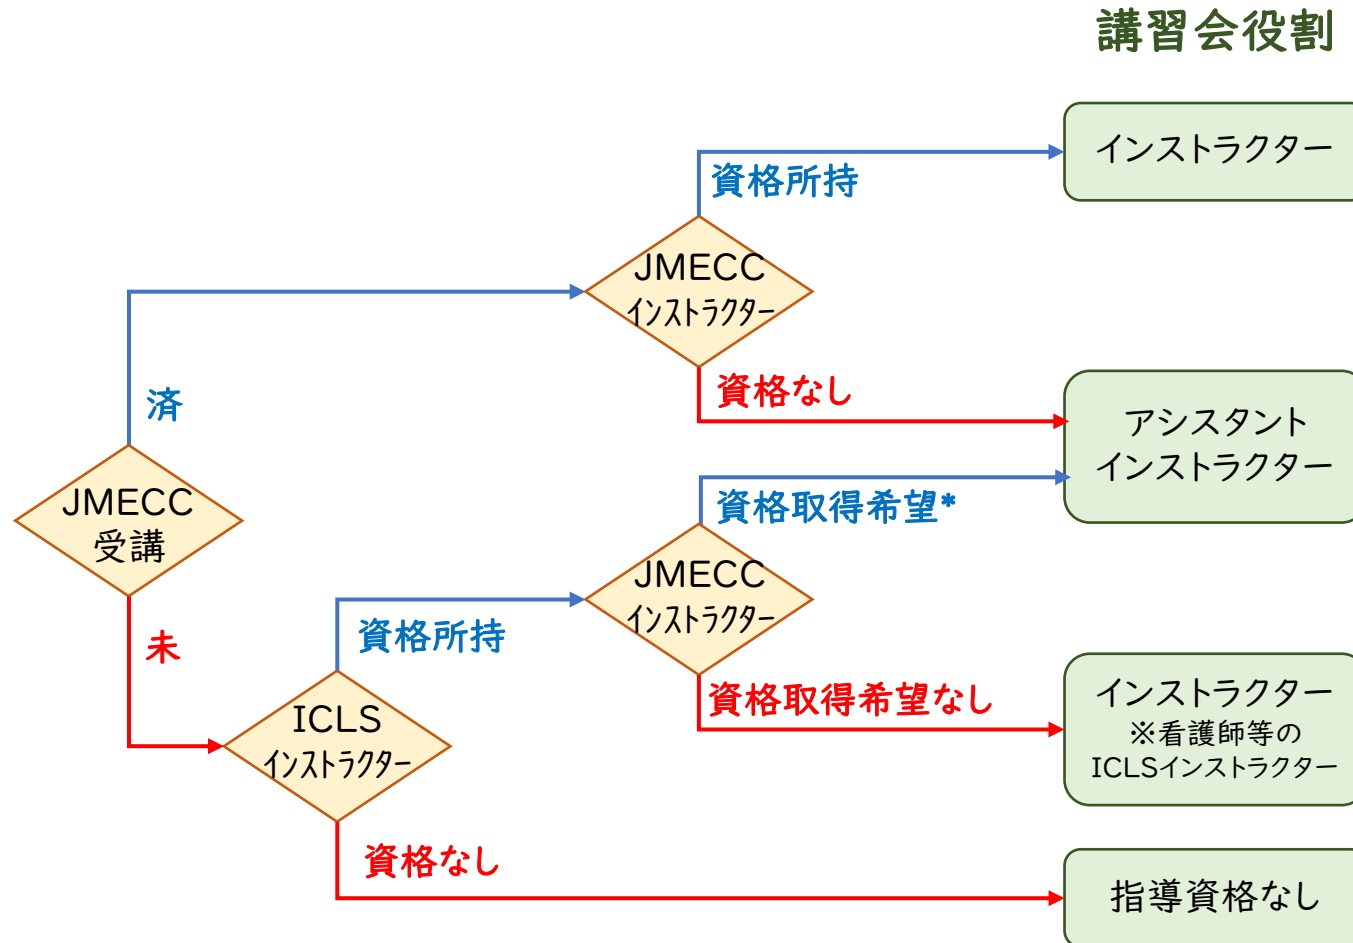 講習会役割
インストラクター
資格所持
JMECC
インストラクター
資格なし
済
アシスタント
インストラクター
JMECC
受講
資格取得希望*
JMECC
インストラクター
未
資格所持
資格取得希望なし
インストラクター
※看護師等の
ICLSインストラクター
ICLS
インストラクター
資格なし
指導資格なし